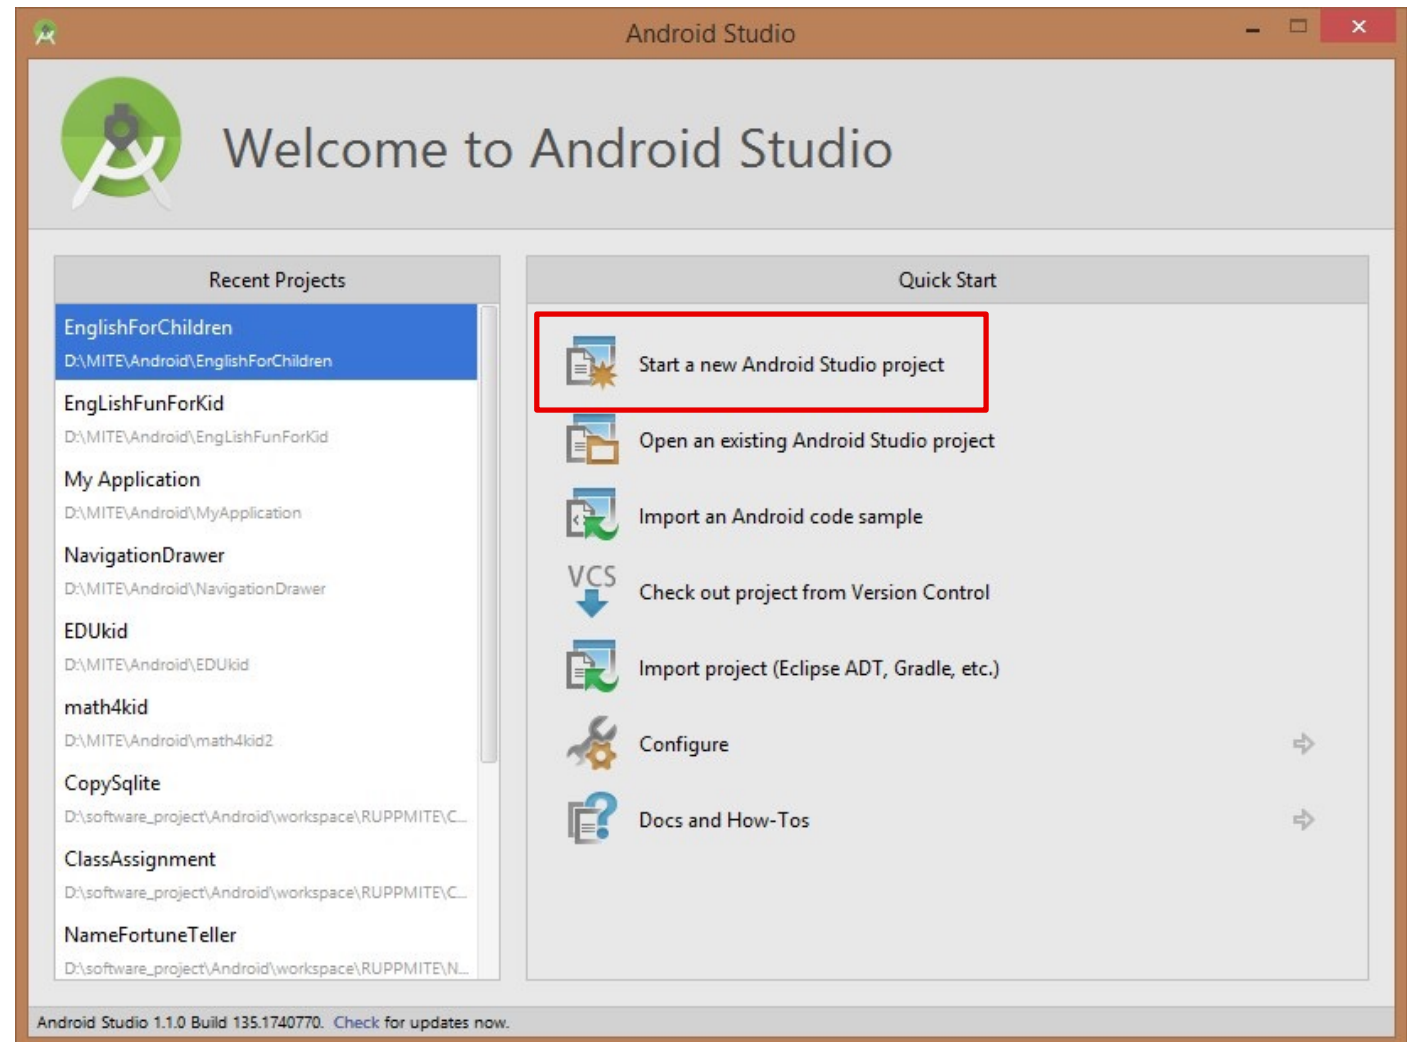 Android Studio
Welcome to Android Studio
Recent Projects
EnglishForChildren
D:\MITE\Android\EnglishForChildren
EngLishFunForKid
D:\MITE\Android\EngLishFunForKid
My Application
D:\MITE\Android\MyApplication
NavigationDrawer
D:\MITE\Android\NavigationDrawer
EDUkid
D:\MITE\Android\EDUkid
math4kid
D:\MITE\Android\math4kid2
CopySqlite
D:\software_project\Android\workspace\RUPPMITE\C...
ClassAssignment
D:\software_project\Android\workspace\RUPPMITE\C...
NameFortuneTeller
D:\software_project\Android\workspace\RUPPMITE\N...
Quick Start
Start a new Android Studio project
Open an existing Android Studio project
Import an Android code sample
VCS
Check out project from Version Control
Import project (Eclipse ADT, Gradle, etc.)
Configure
Docs and How-Tos
Android Studio 1.1.0 Build 135.1740770. Check for updates now.